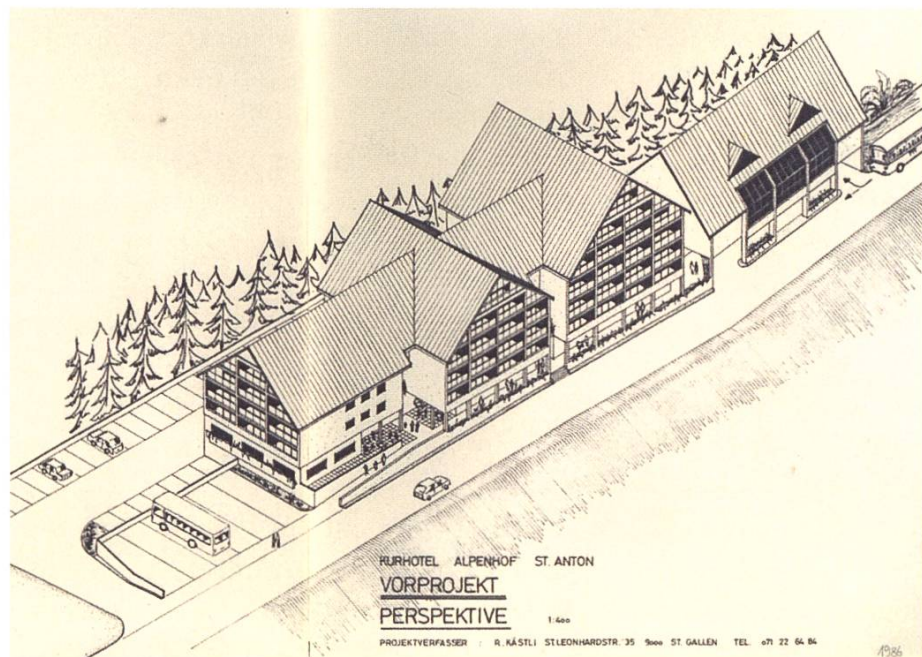 KURHOTEL ALPENHOF ST. ANTON
VORPROJEKT
PERSPEKTIVE 1:400
PROJEKTVERFASSER : R. KÄSTLI ST.LEONHARDSTR. 35 9000 ST. GALLEN TEL. 071 22 64 84
1986